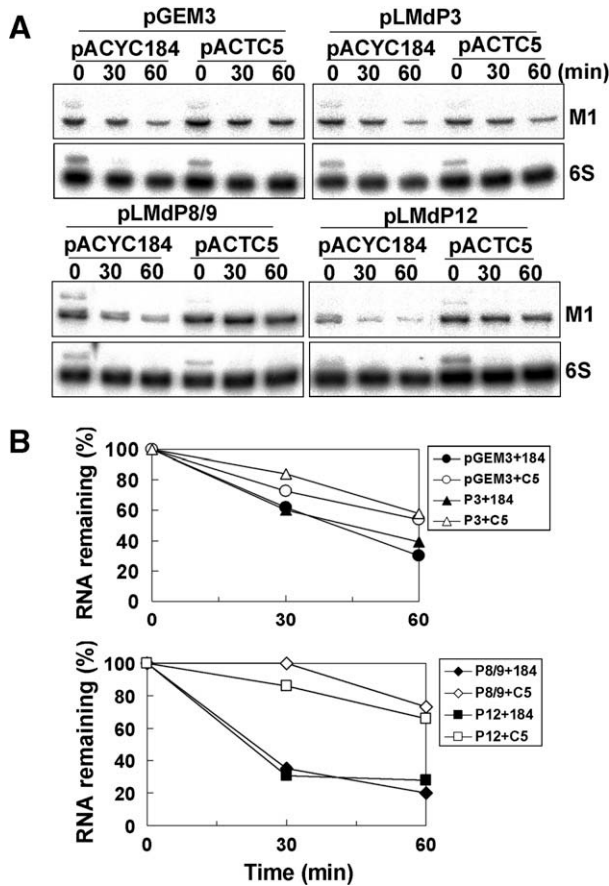 A
pGEM3 pLMdP3
pACYC184 pACTC5 pACYC184 pACTC5
0 30 60 0 30 60 (min) 0 30 60 0 30 60
M1
6S
pLMdP8/9 pLMdP12
pACYC184 pACTC5 pACYC184 pACTC5
0 30 60 0 30 60 0 30 60 0 30 60
M1
6S
B
RNA remaining (%)
100
80
60
40
20
0
0 30 60
pGEM3+184
pGEM3+C5
P3+184
P3+C5
RNA remaining (%)
100
80
60
40
20
0
0 30 60
Time (min)
P8/9+184
P8/9+C5
P12+184
P12+C5